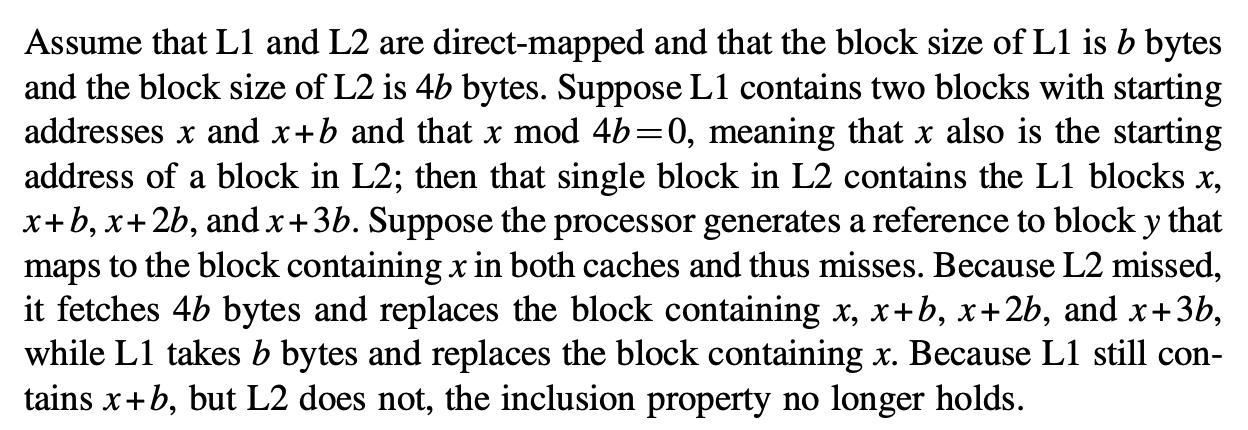 Assume that L1 and L2 are direct-mapped and that the block size of L1 is b bytes
and the block size of L2 is 4b bytes. Suppose L1 contains two blocks with starting
addresses x and x+b and that x mod 4b=0, meaning that x also is the starting
address of a block in L2; then that single block in L2 contains the L1 blocks x,
x+b, x+2b, and x+3b. Suppose the processor generates a reference to block y that
maps to the block containing x in both caches and thus misses. Because L2 missed,
it fetches 4b bytes and replaces the block containing x, x+b, x+2b, and x+3b,
while L1 takes b bytes and replaces the block containing x. Because L1 still con-
tains x+b, but L2 does not, the inclusion property no longer holds.